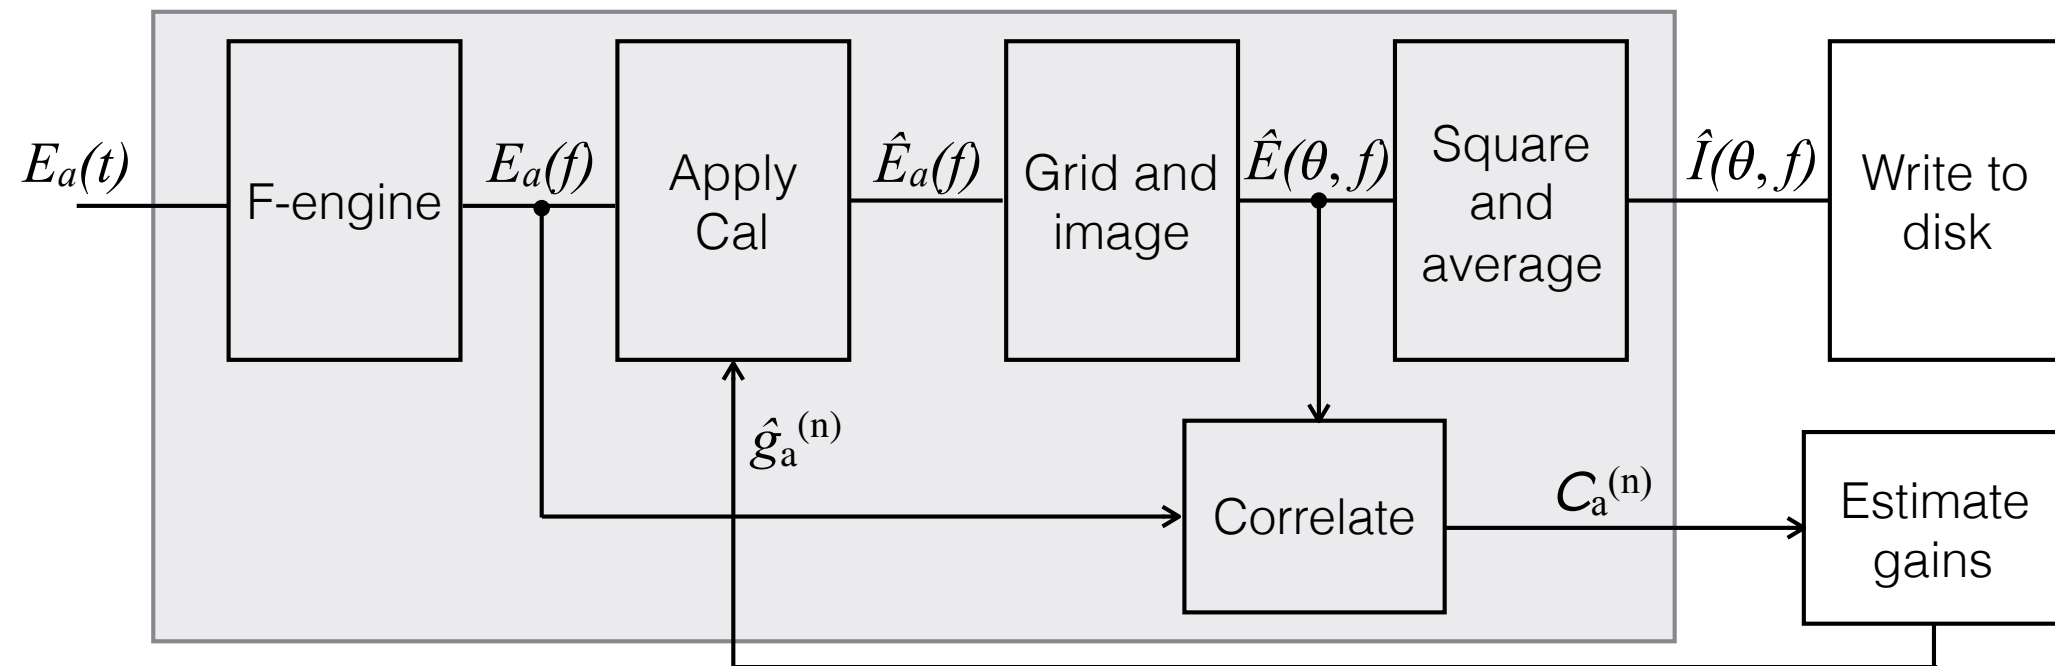 Eₐ(t)
F-engine
Eₐ(f)
Apply
Cal
Êₐ(f)
Grid and
image
Ê(θ, f)
Square
and
average
Î(θ, f)
Write to
disk
ĝₐ⁽ⁿ⁾
Correlate
Cₐ⁽ⁿ⁾
Estimate
gains